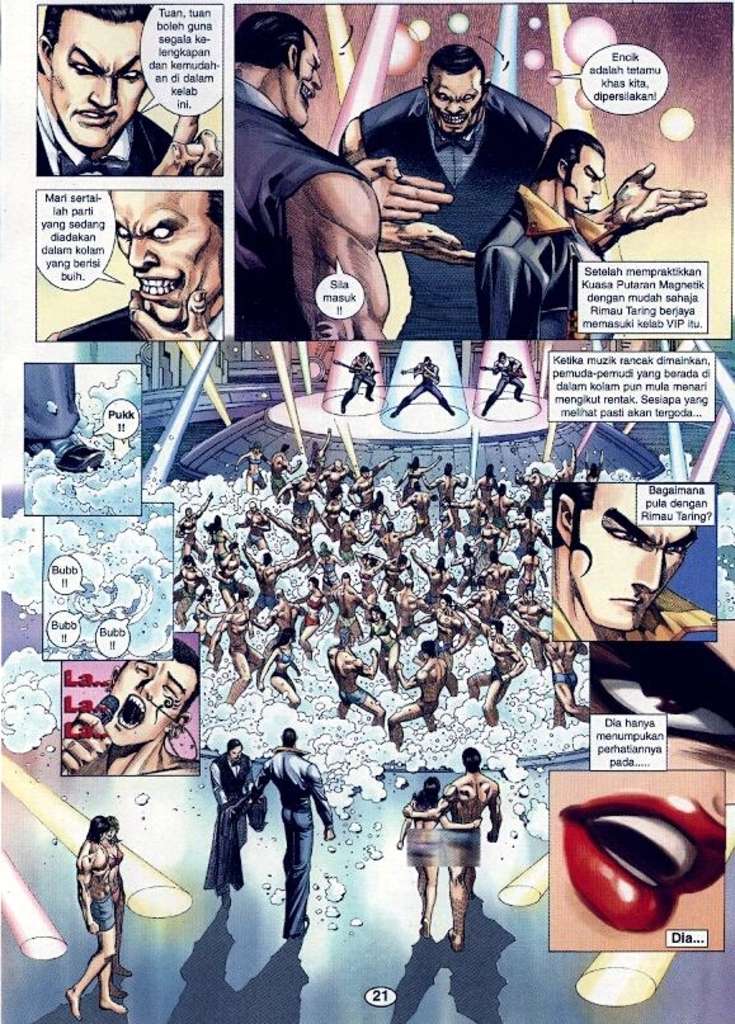 Tuan, tuan
boleh guna
segala ke-
lengkapan
dan kemudah-
an di dalam
kelab
ini.
Encik
adalah tetamu
khas kita,
dipersilakan!
Mari sertai-
lah parti
yang sedang
diadakan
dalam kolam
yang berisi
buih.
Sila
masuk
!!
Setelah mempraktikkan
Kuasa Putaran Magnetik
dengan mudah sahaja
Rimau Taring berjaya
memasuki kelab VIP itu.
Ketika muzik rancak dimainkan,
pemuda-pemudi yang berada di
dalam kolam pun mula menari
mengikut rentak. Sesiapa yang
melihat pasti akan tergoda...
Pukk
!!
Bagaimana
pula dengan
Rimau Taring?
Bubb
!!
Bubb
!!
Bubb
!!
La..
La..
La..
Dia hanya
menumpukan
perhatiannya
pada.....
Dia...
21